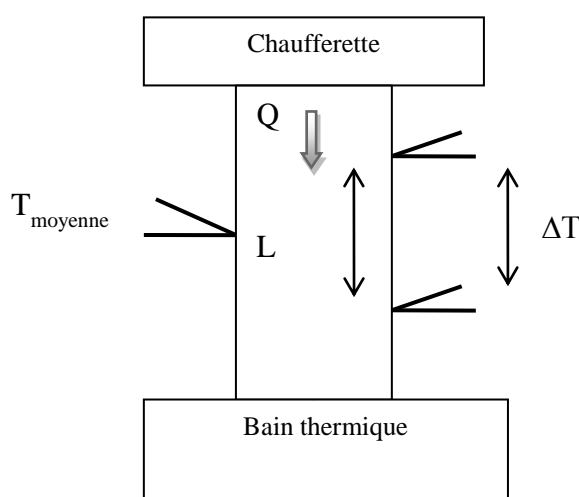 Chaufferette
Q
T moyenne
L
ΔT
Bain thermique